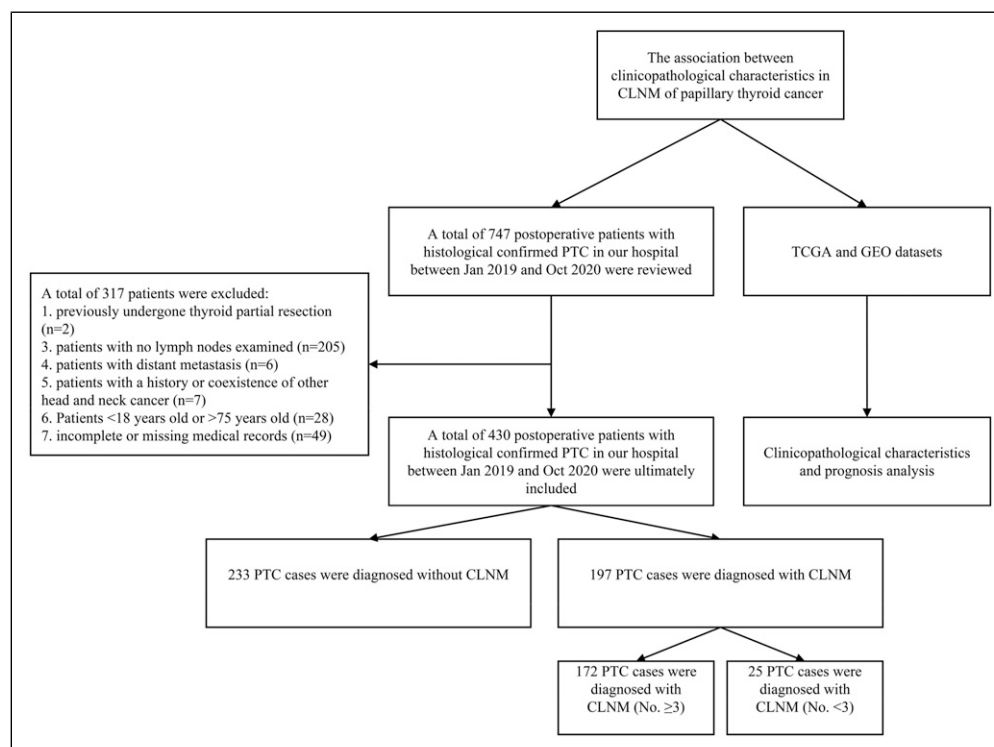 The association between
clinicopathological characteristics in
CLNM of papillary thyroid cancer
A total of 747 postoperative patients with
histological confirmed PTC in our hospital
between Jan 2019 and Oct 2020 were reviewed
TCGA and GEO datasets
A total of 317 patients were excluded:
1. previously undergone thyroid partial resection
(n=2)
3. patients with no lymph nodes examined (n=205)
4. patients with distant metastasis (n=6)
5. patients with a history or coexistence of other
head and neck cancer (n=7)
6. Patients <18 years old or >75 years old (n=28)
7. incomplete or missing medical records (n=49)
A total of 430 postoperative patients with
histological confirmed PTC in our hospital
between Jan 2019 and Oct 2020 were ultimately
included
Clinicopathological characteristics
and prognosis analysis
233 PTC cases were diagnosed without CLNM
197 PTC cases were diagnosed with CLNM
172 PTC cases were
diagnosed with
CLNM (No. ≥3)
25 PTC cases were
diagnosed with
CLNM (No. <3)